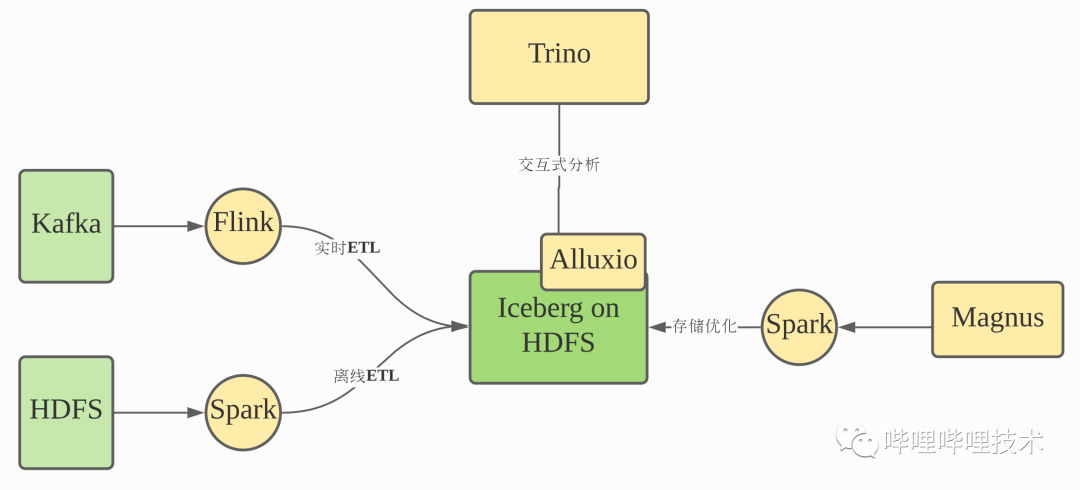 Trino
交互式分析
Kafka
Flink
实时ETL
Alluxio
Iceberg on
HDFS
存储优化
Spark
Magnus
离线ETL
HDFS
Spark
哔哩哔哩技术